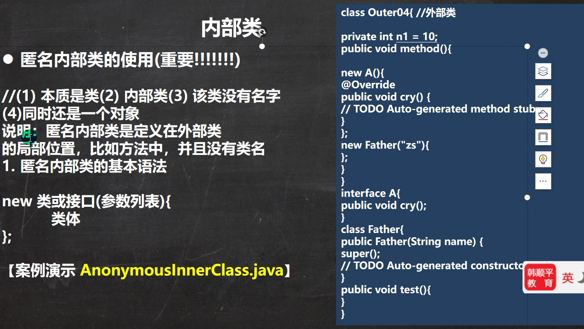 内部类
● 匿名内部类的使用(重要!!!!!!!)
//(1) 本质是类(2) 内部类(3) 该类没有名字
(4)同时还是一个对象
说明：匿名内部类是定义在外部类
的局部位置，比如方法中，并且没有类名
1. 匿名内部类的基本语法
new 类或接口(参数列表){
类体
};
【案例演示 AnonymousInnerClass.java】
class Outer04{ //外部类
private int n1 = 10;
public void method(){
new A(){
@Override
public void cry() {
// TODO Auto-generated method stub
}
};
new Father("zs"){
};
}
}
interface A{
public void cry();
}
class Father{
public Father(String name) {
super();
// TODO Auto-generated constructo
}
public void test(){
}
}
韩顺平
教育
英